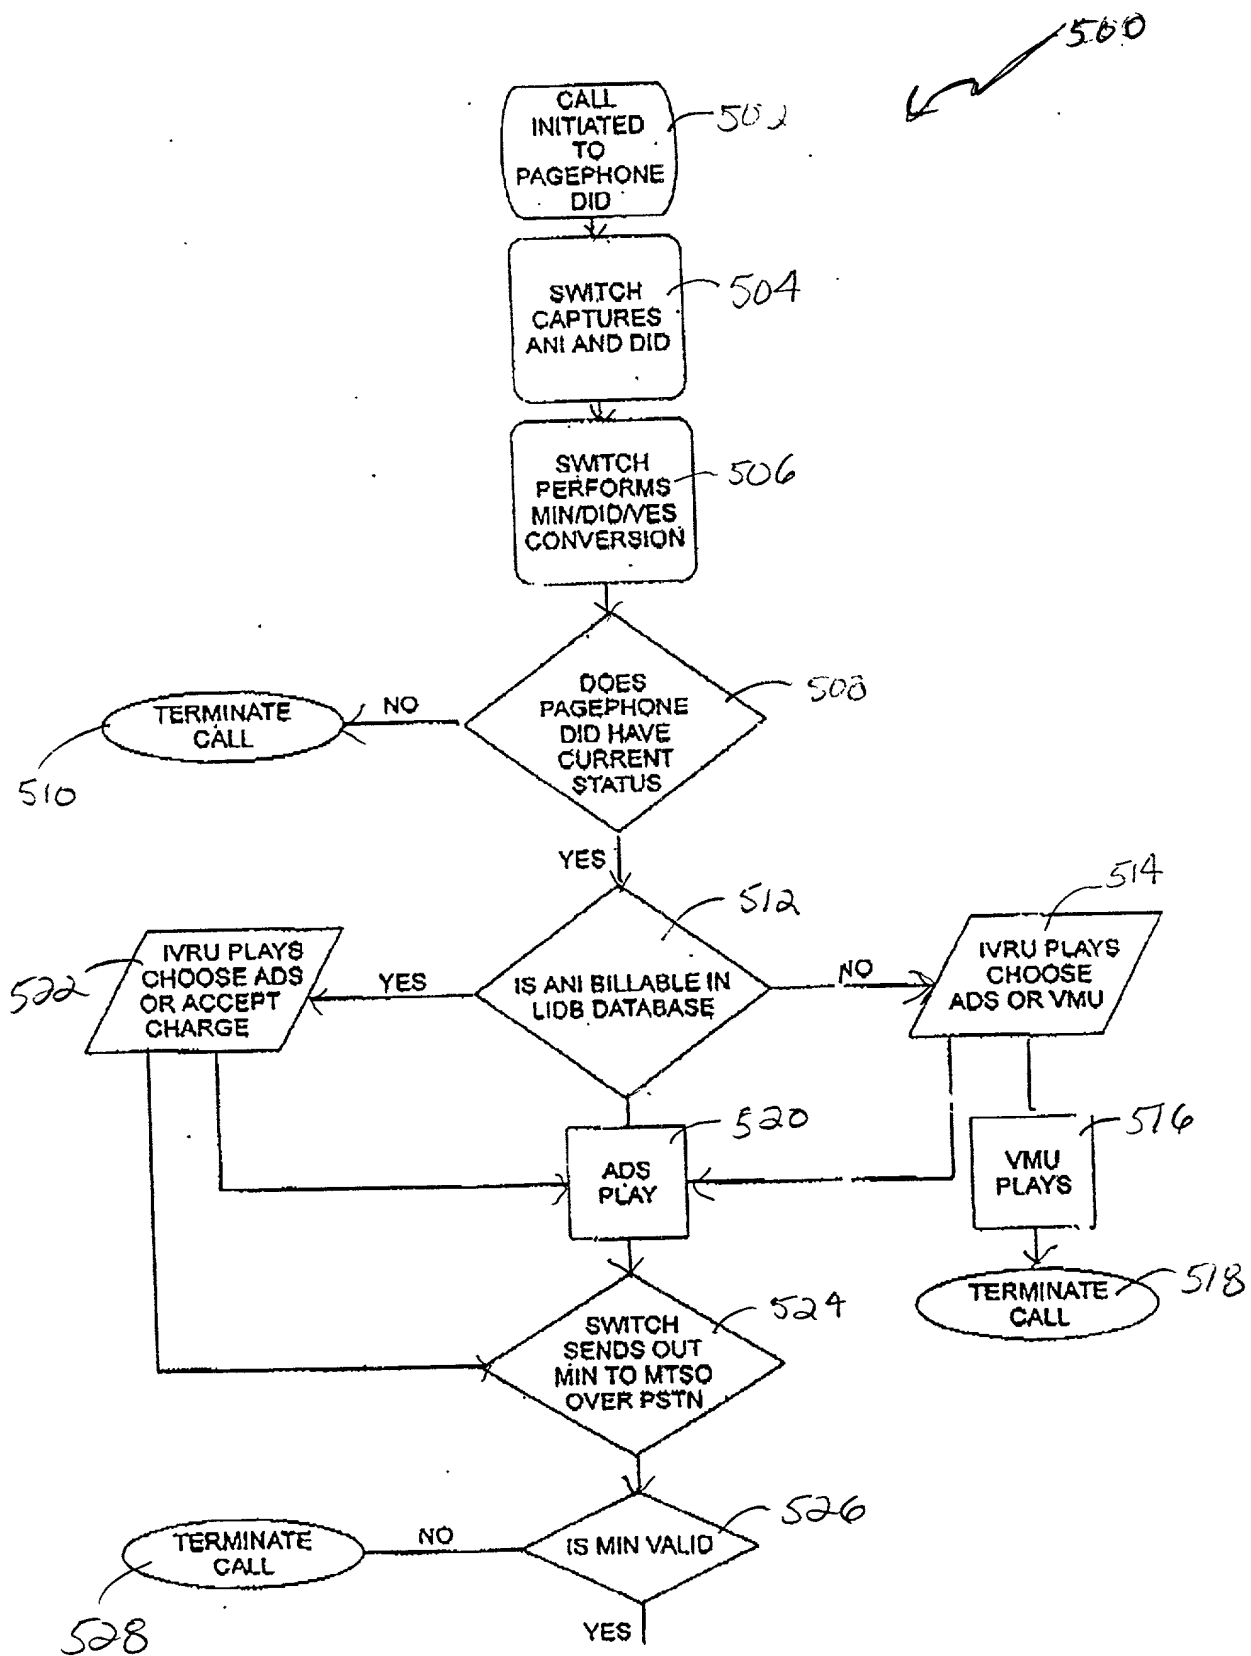 500
CALL
INITIATED
TO
PAGEPHONE
DID
502
SWITCH
CAPTURES
ANI AND DID
504
SWITCH
PERFORMS
MIN/DID/VES
CONVERSION
506
DOES
PAGEPHONE
DID HAVE
CURRENT
STATUS
508
NO
TERMINATE
CALL
510
YES
IS ANI BILLABLE IN
LIDB DATABASE
512
YES
IVRU PLAYS
CHOOSE ADS
OR ACCEPT
CHARGE
522
NO
IVRU PLAYS
CHOOSE
ADS OR VMU
514
ADS
PLAY
520
VMU
PLAYS
516
TERMINATE
CALL
518
SWITCH
SENDS OUT
MIN TO MTSO
OVER PSTN
524
IS MIN VALID
526
NO
TERMINATE
CALL
528
YES